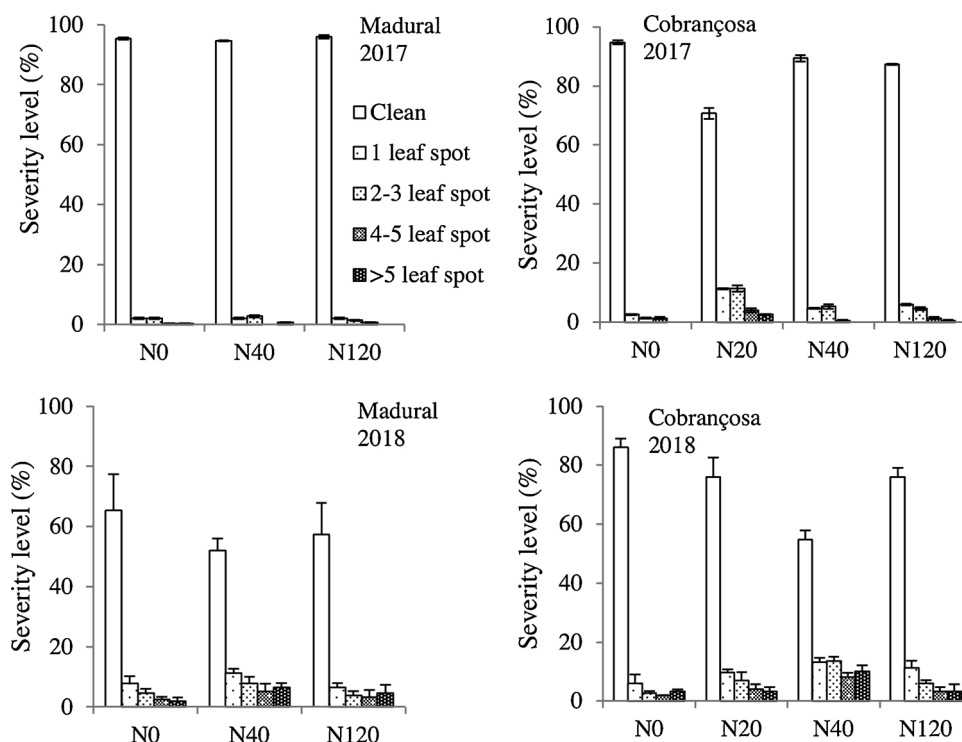 Madural
2017
Severity level (%)
100
80
60
40
20
0
Clean
1 leaf spot
2-3 leaf spot
4-5 leaf spot
>5 leaf spot
N0 N40 N120
Cobrançosa
2017
Severity level (%)
100
80
60
40
20
0
N0 N20 N40 N120
Madural
2018
Severity level (%)
100
80
60
40
20
0
N0 N40 N120
Cobrançosa
2018
Severity level (%)
100
80
60
40
20
0
N0 N20 N40 N120